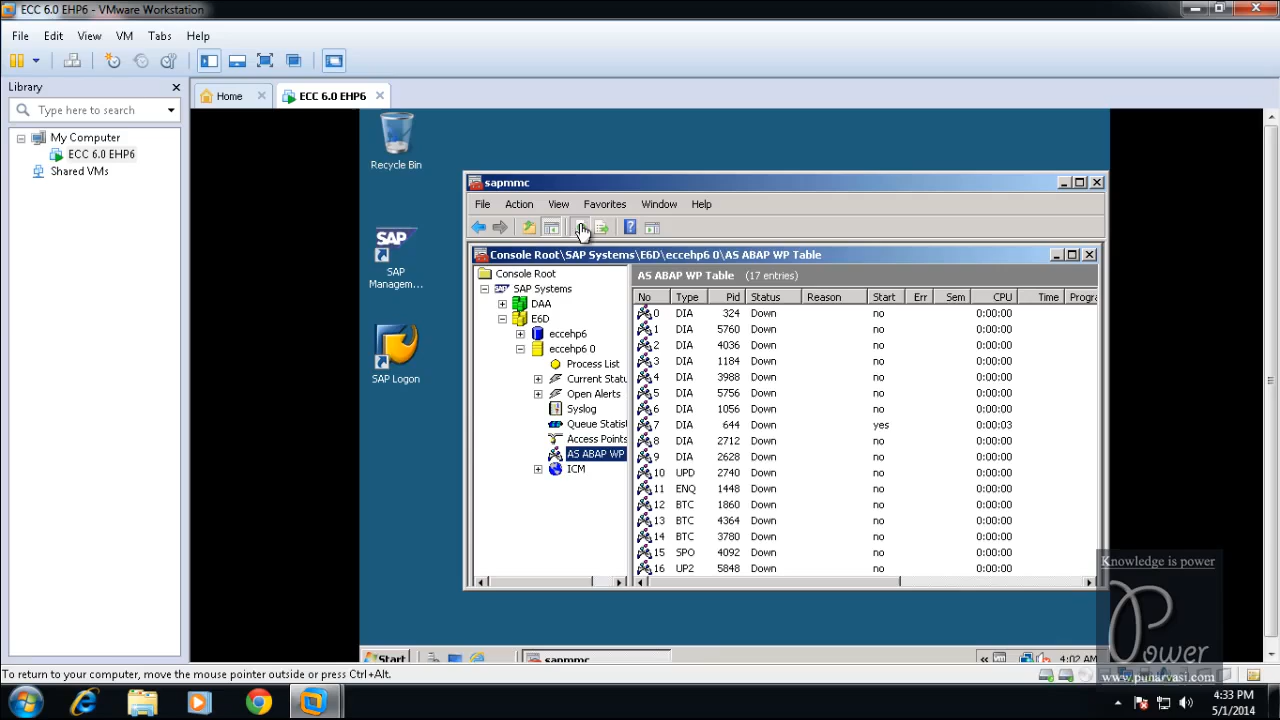 ECC 6.0 EHP6 - VMware Workstation
File Edit View VM Tabs Help
Library
Type here to search
My Computer
ECC 6.0 EHP6
Shared VMs
Home
ECC 6.0 EHP6
Recycle Bin
SAP
SAP Managem...
SAP Logon
sapmmc
File Action View Favorites Window Help
Console Root\SAP Systems\E6D\eccehp6 0\AS ABAP WP Table
Console Root
SAP Systems
DAA
E6D
eccehp6
eccehp6 0
Process List
Current Statu
Open Alerts
Syslog
Queue Statist
Access Points
AS ABAP WP
ICM
AS ABAP WP Table (17 entries)
No Type Pid Status Reason Start Err Sem CPU Time Progra
0 DIA 324 Down no 0:00:00
1 DIA 5760 Down no 0:00:00
2 DIA 4036 Down no 0:00:00
3 DIA 1184 Down no 0:00:00
4 DIA 3988 Down no 0:00:00
5 DIA 5756 Down no 0:00:00
6 DIA 1056 Down no 0:00:00
7 DIA 644 Down yes 0:00:03
8 DIA 2712 Down no 0:00:00
9 DIA 2628 Down no 0:00:00
10 UPD 2740 Down no 0:00:00
11 ENQ 1448 Down no 0:00:00
12 BTC 1860 Down no 0:00:00
13 BTC 4364 Down no 0:00:00
14 BTC 3780 Down no 0:00:00
15 SPO 4092 Down no 0:00:00
16 UP2 5848 Down no 0:00:00
Knowledge is power
Power
www.punarvasi.com
Start
sapmmc
4:02 AM
To return to your computer, move the mouse pointer outside or press Ctrl+Alt.
4:33 PM
5/1/2014